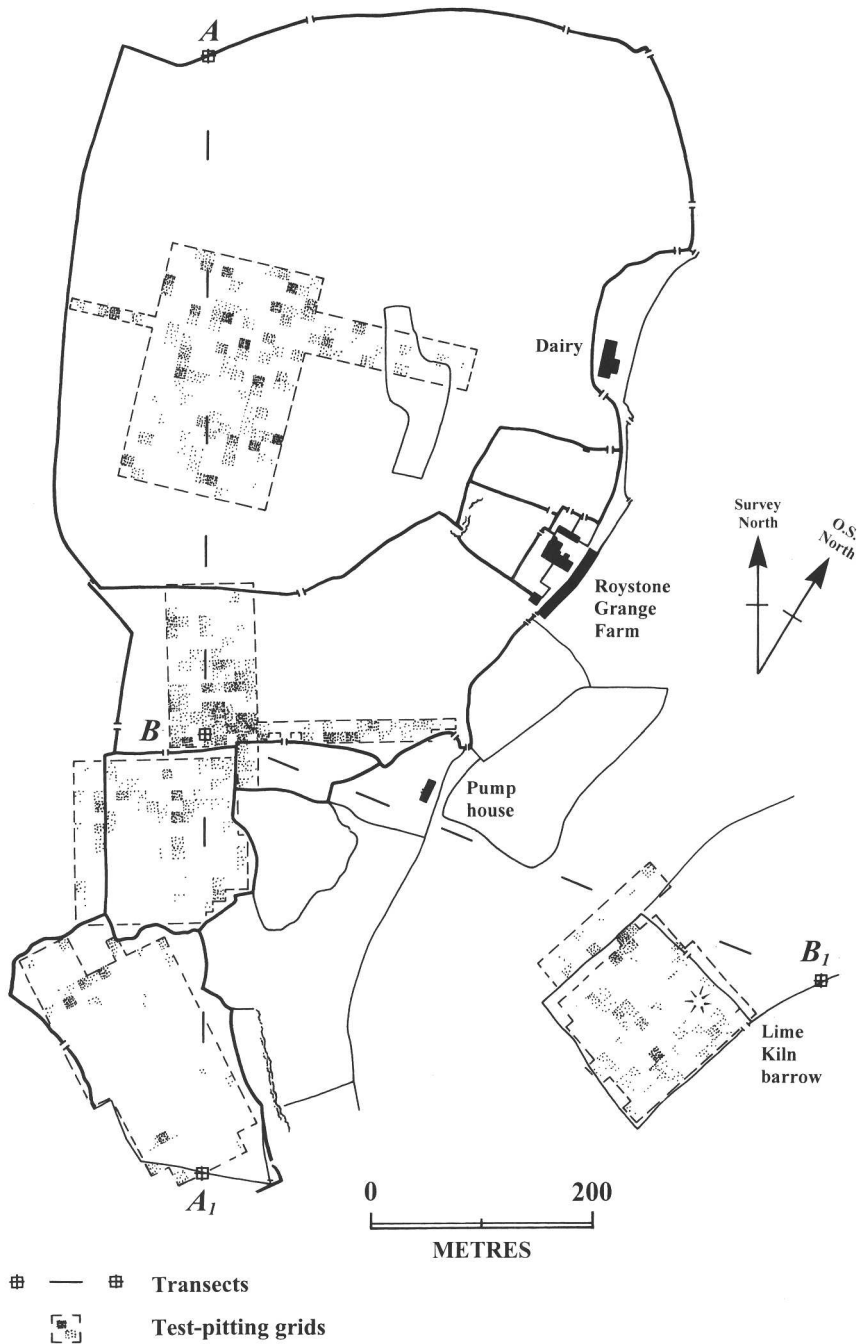 A
Dairy
Survey
North
O.S.
North
Roystone
Grange
Farm
B
Pump
house
B1
Lime
Kiln
barrow
A1
0 200
METRES
Transects
Test-pitting grids